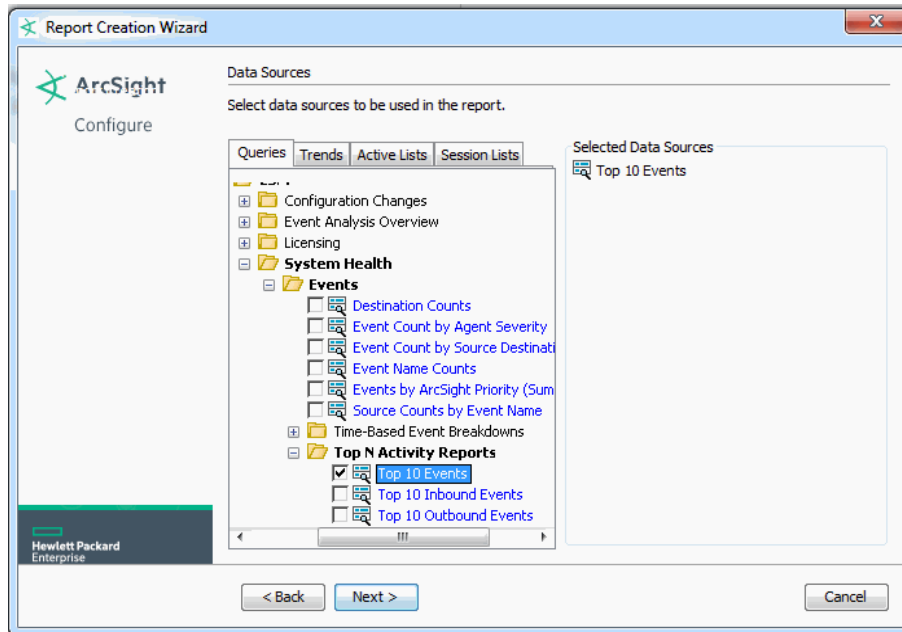 Report Creation Wizard
ArcSight
Configure
Data Sources
Select data sources to be used in the report.
Queries
Trends
Active Lists
Session Lists
Configuration Changes
Event Analysis Overview
Licensing
System Health
Events
Destination Counts
Event Count by Agent Severity
Event Count by Source Destinati
Event Name Counts
Events by ArcSight Priority (Sum
Source Counts by Event Name
Time-Based Event Breakdowns
Top N Activity Reports
Top 10 Events
Top 10 Inbound Events
Top 10 Outbound Events
Selected Data Sources
Top 10 Events
Hewlett Packard
Enterprise
< Back
Next >
Cancel